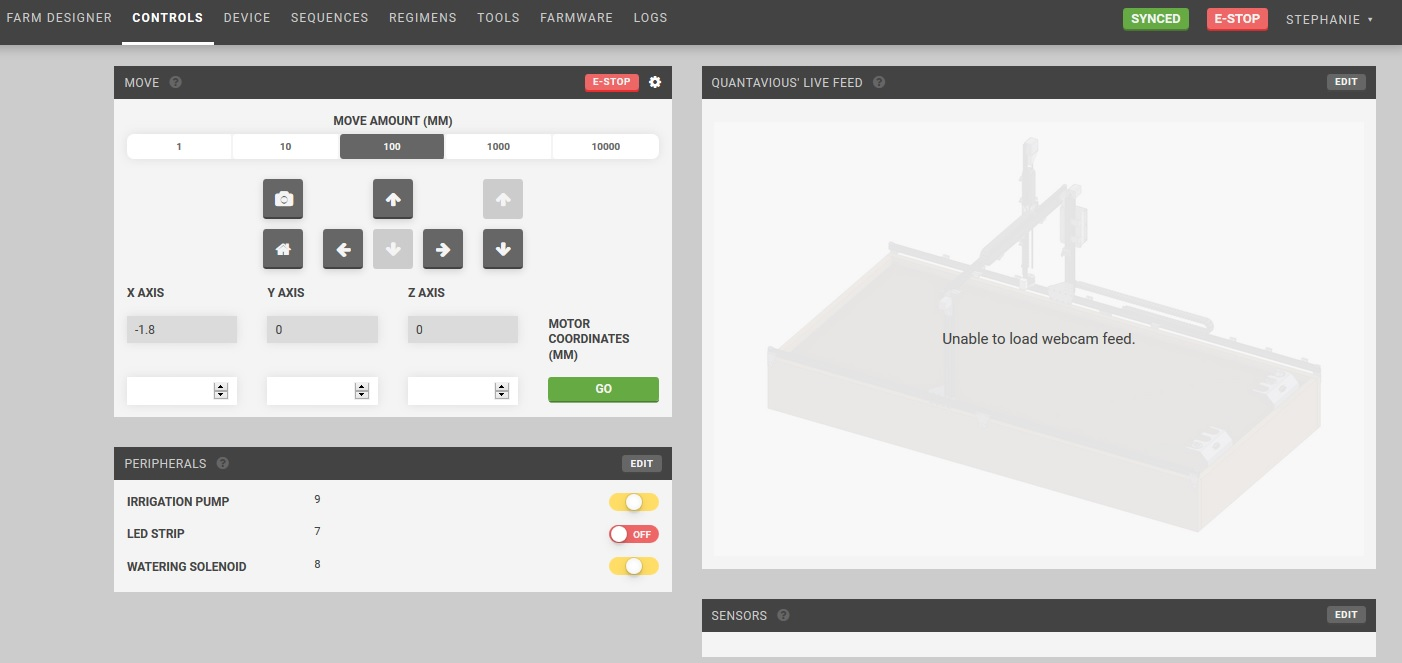 FARM DESIGNER CONTROLS DEVICE SEQUENCES REGIMENS TOOLS FARMWARE LOGS SYNCED E-STOP STEPHANIE
MOVE ? E-STOP
MOVE AMOUNT (MM)
1 10 100 1000 10000
X AXIS Y AXIS Z AXIS
-1.8 0 0 MOTOR
COORDINATES
(MM)
GO
PERIPHERALS ? EDIT
IRRIGATION PUMP 9
LED STRIP 7 OFF
WATERING SOLENOID 8
QUANTAVIOUS' LIVE FEED ? EDIT
Unable to load webcam feed.
SENSORS ? EDIT